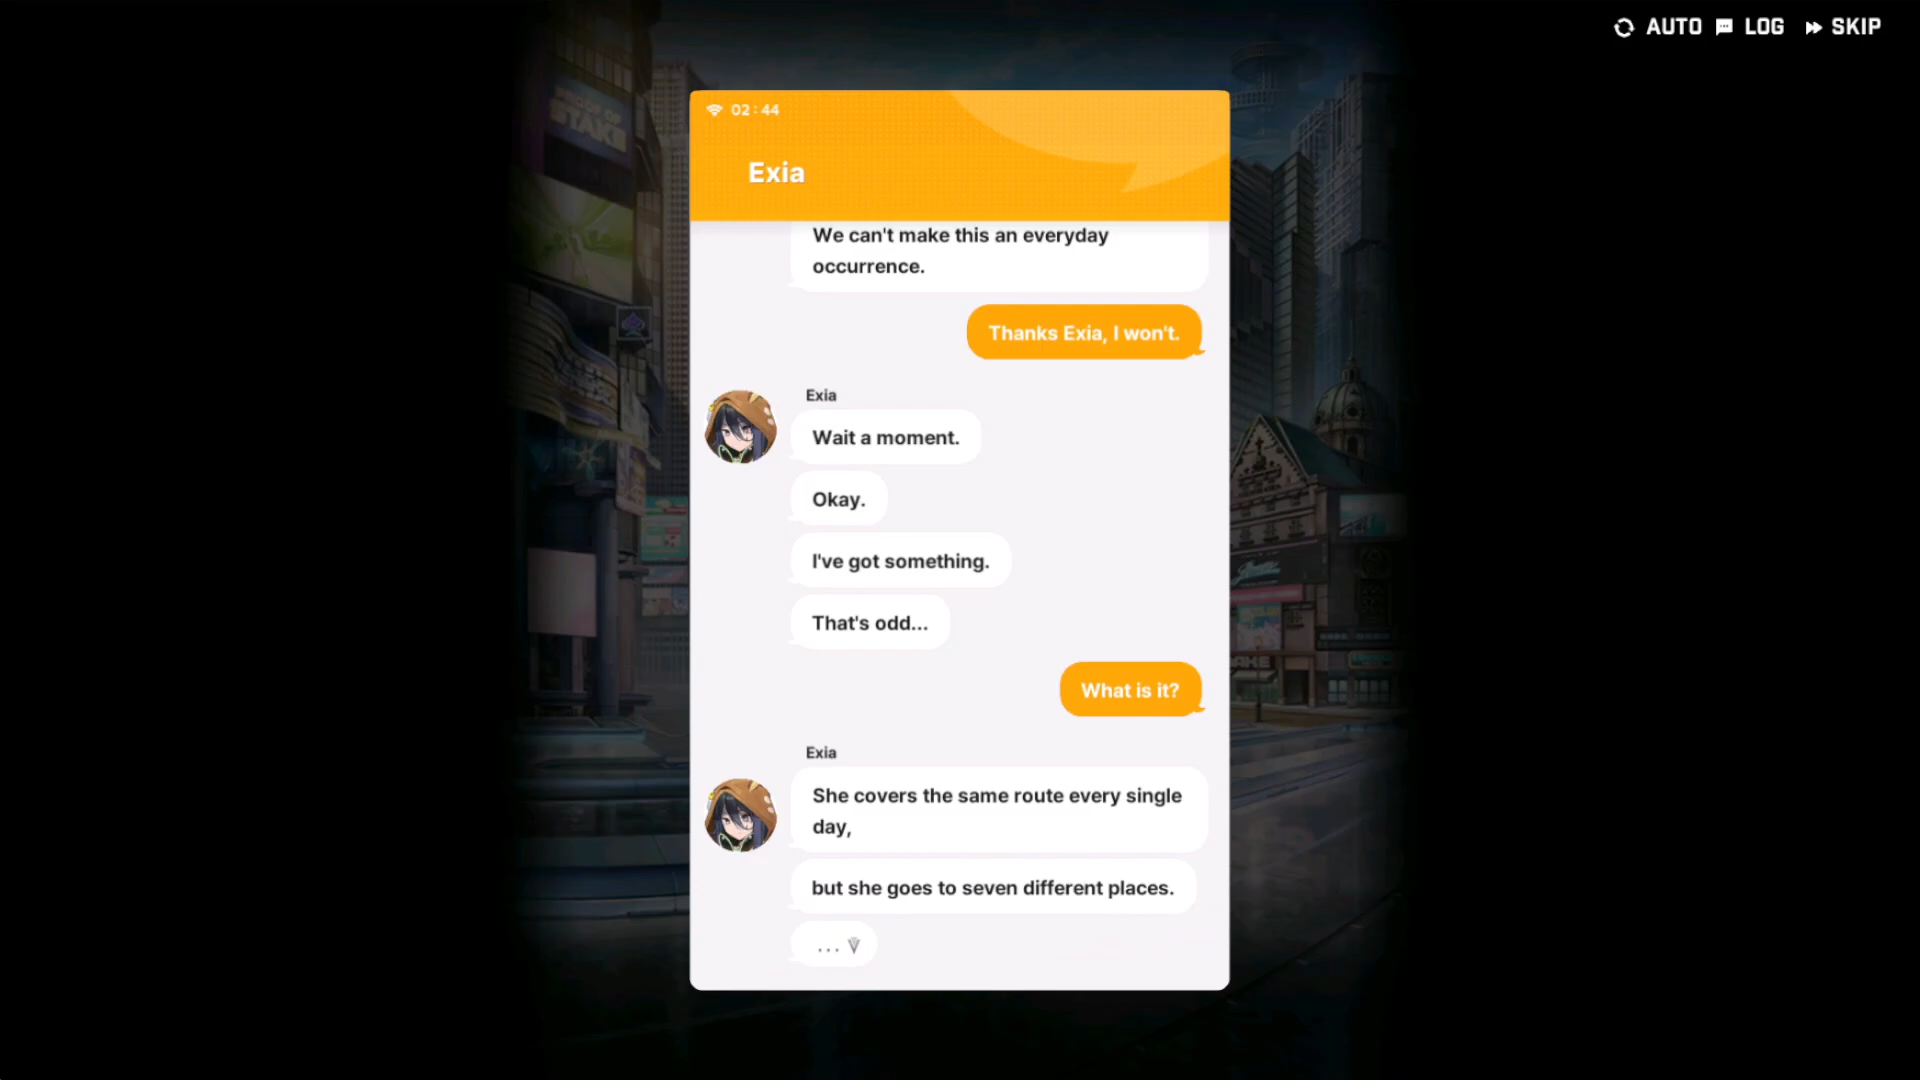 AUTO LOG SKIP
02:44
Exia
We can't make this an everyday
occurrence.
Thanks Exia, I won't.
Exia
Wait a moment.
Okay.
I've got something.
That's odd...
What is it?
Exia
She covers the same route every single
day,
but she goes to seven different places.
...
STAKE